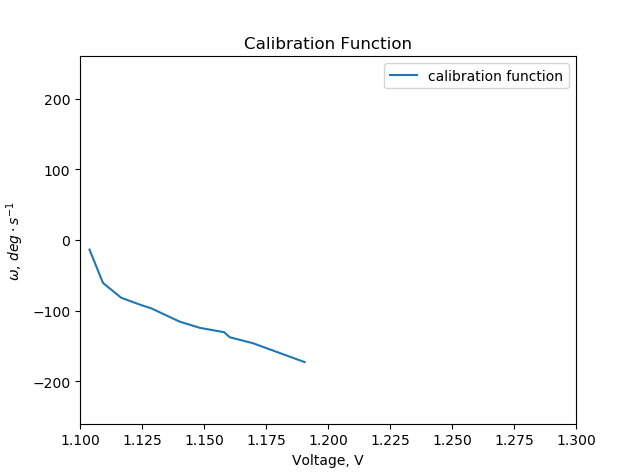 Calibration Function
calibration function
200
100
0
−100
−200
ω, deg · s⁻¹
1.100 1.125 1.150 1.175 1.200 1.225 1.250 1.275 1.300
Voltage, V